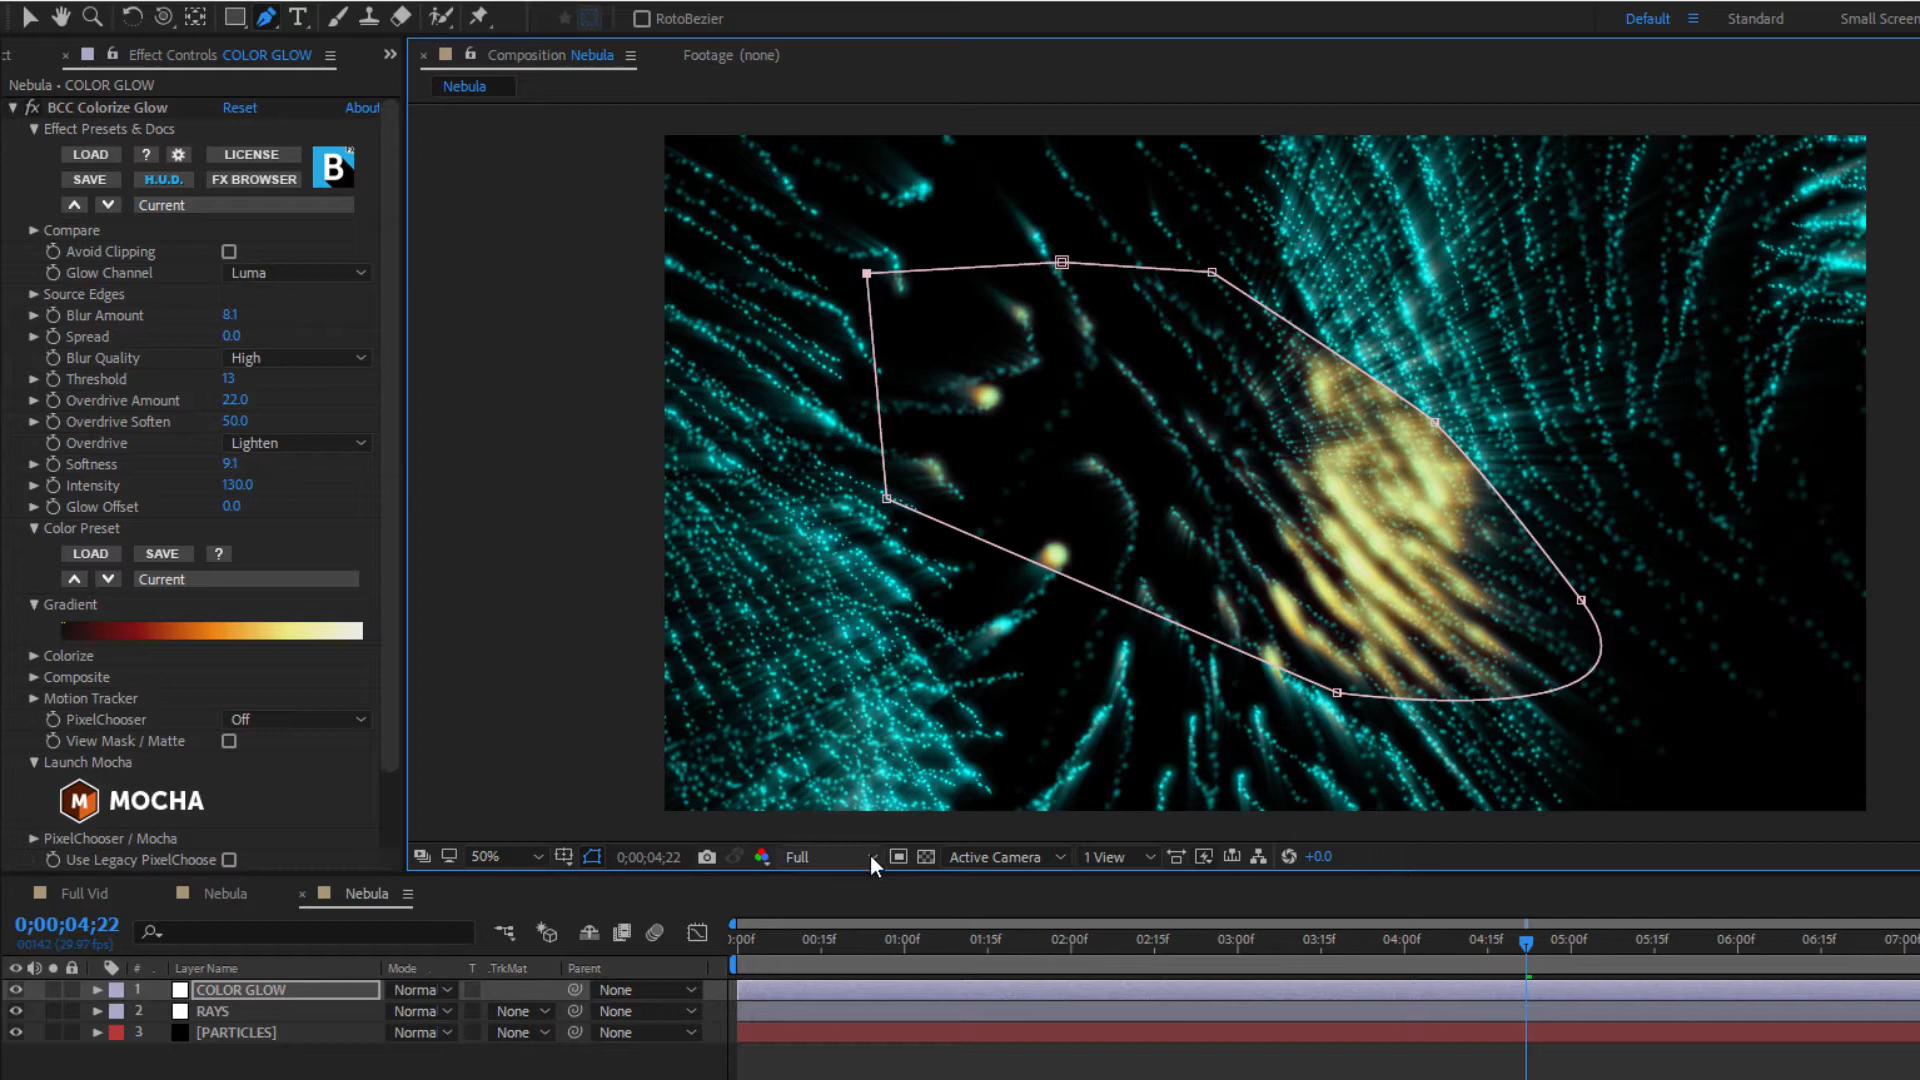 T RotoBezier Default Standard Small Screen
ct Effect Controls COLOR GLOW Composition Nebula Footage (none)
Nebula • COLOR GLOW Nebula
fx BCC Colorize Glow Reset About
Effect Presets & Docs
LOAD ? LICENSE B
SAVE H.U.D. FX BROWSER
Current
Compare
Avoid Clipping
Glow Channel Luma
Source Edges
Blur Amount 8.1
Spread 0.0
Blur Quality High
Threshold 13
Overdrive Amount 22.0
Overdrive Soften 50.0
Overdrive Lighten
Softness 9.1
Intensity 130.0
Glow Offset 0.0
Color Preset
LOAD SAVE ?
Current
Gradient
Colorize
Composite
Motion Tracker
PixelChooser Off
View Mask / Matte
Launch Mocha
M MOCHA
PixelChooser / Mocha
Use Legacy PixelChoose
50% 0;00;04;22 Full Active Camera 1 View +0.0
Full Vid Nebula Nebula
0;00;04;22
00142 (29.97 fps)
):00f 00:15f 01:00f 01:15f 02:00f 02:15f 03:00f 03:15f 04:00f 04:15f 05:00f 05:15f 06:00f 06:15f 07:00f
# Layer Name Mode T .TrkMat Parent
1 COLOR GLOW Norma None
2 RAYS Norma None None
3 [PARTICLES] Norma None None